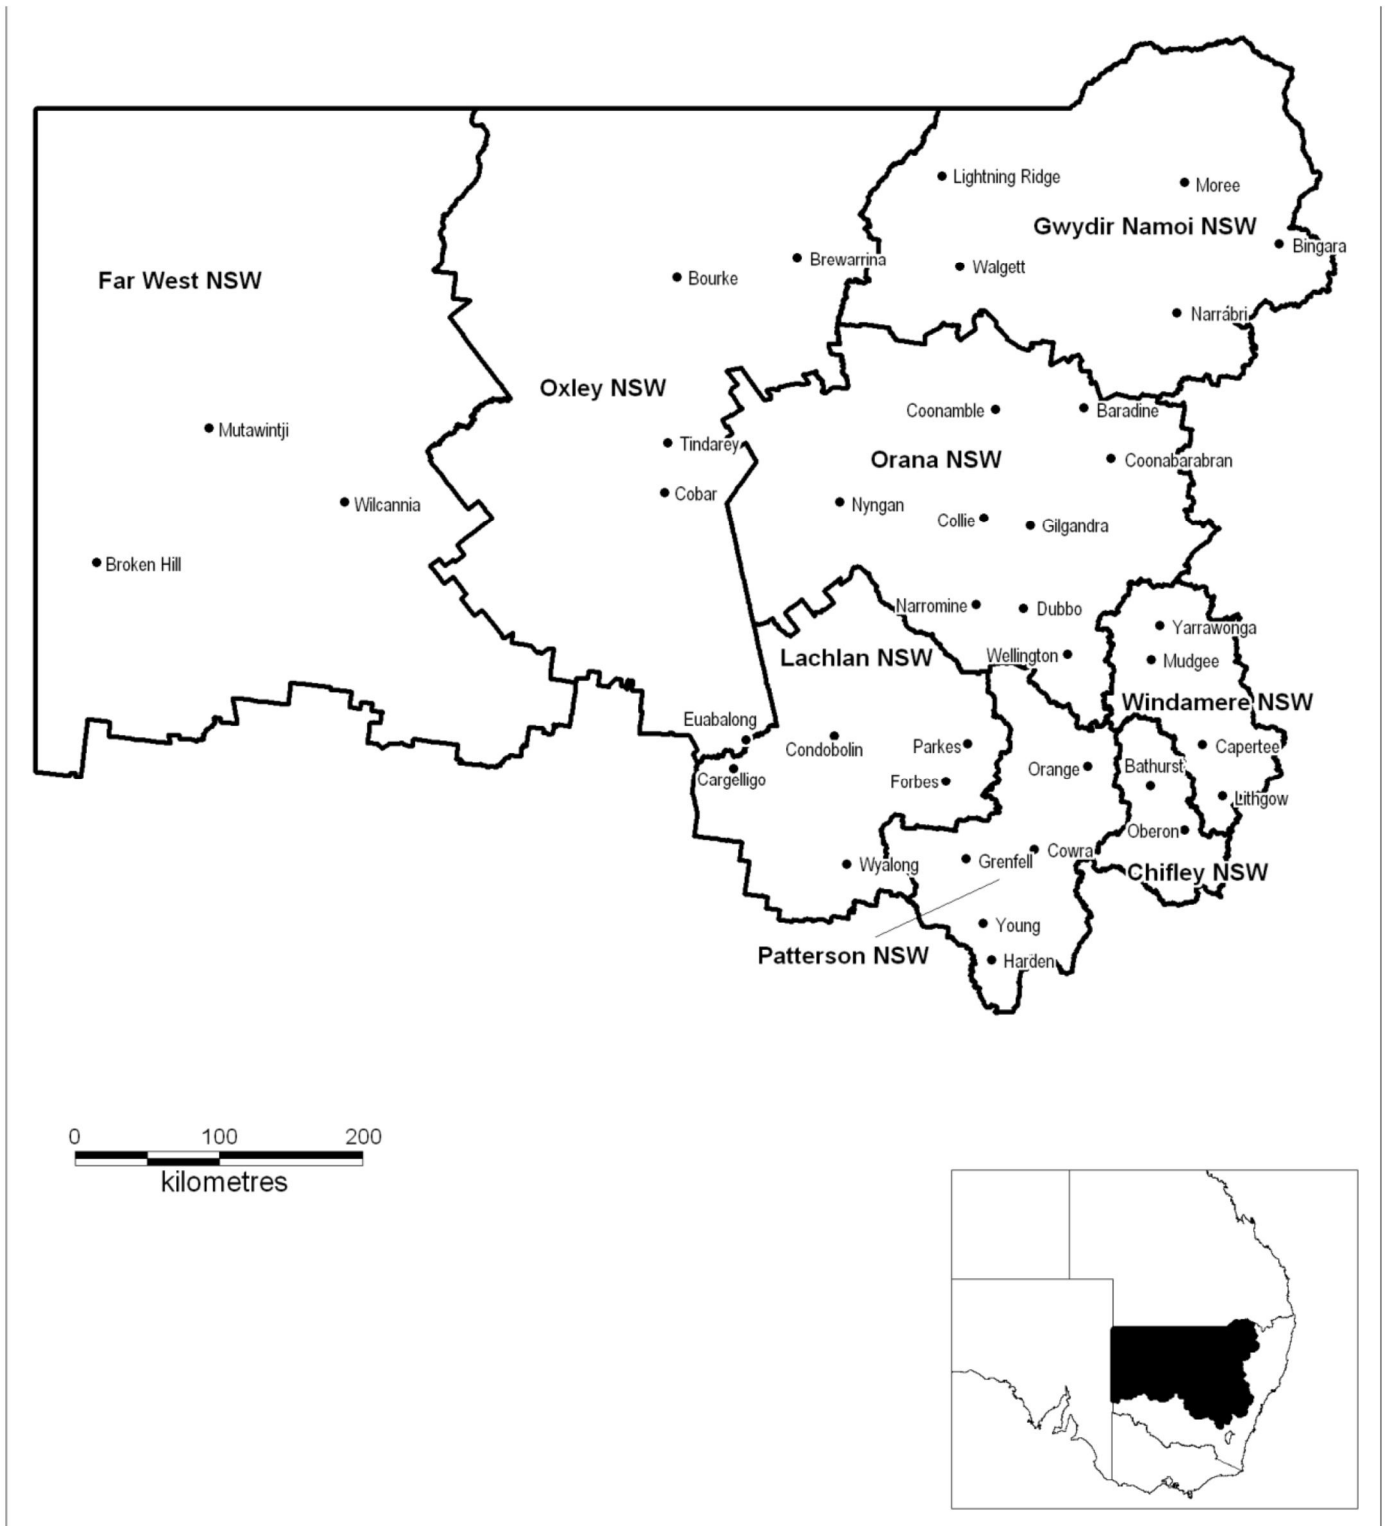 Lightning Ridge
Moree
Gwydir Namoi NSW
Bingara
Brewarrina
Walgett
Far West NSW
Bourke
Narrábri
Oxley NSW
Coonamble
Baradine
Mutawintji
Tindarey
Orana NSW
Coonabarabran
Cobar
Wilcannia
Nyngan
Collie
Gilgandra
Broken Hill
Narromine
Dubbo
Yarrawonga
Lachlan NSW
Wellington
Mudgee
Windamere NSW
Euabalong
Condobolin
Parkes
Capertee
Orange
Bathurst
Cargelligo
Forbes
Lithgow
Oberon
Cowra
Grenfell
Wyalong
Chifley NSW
Young
Patterson NSW
Harden
0 100 200
kilometres